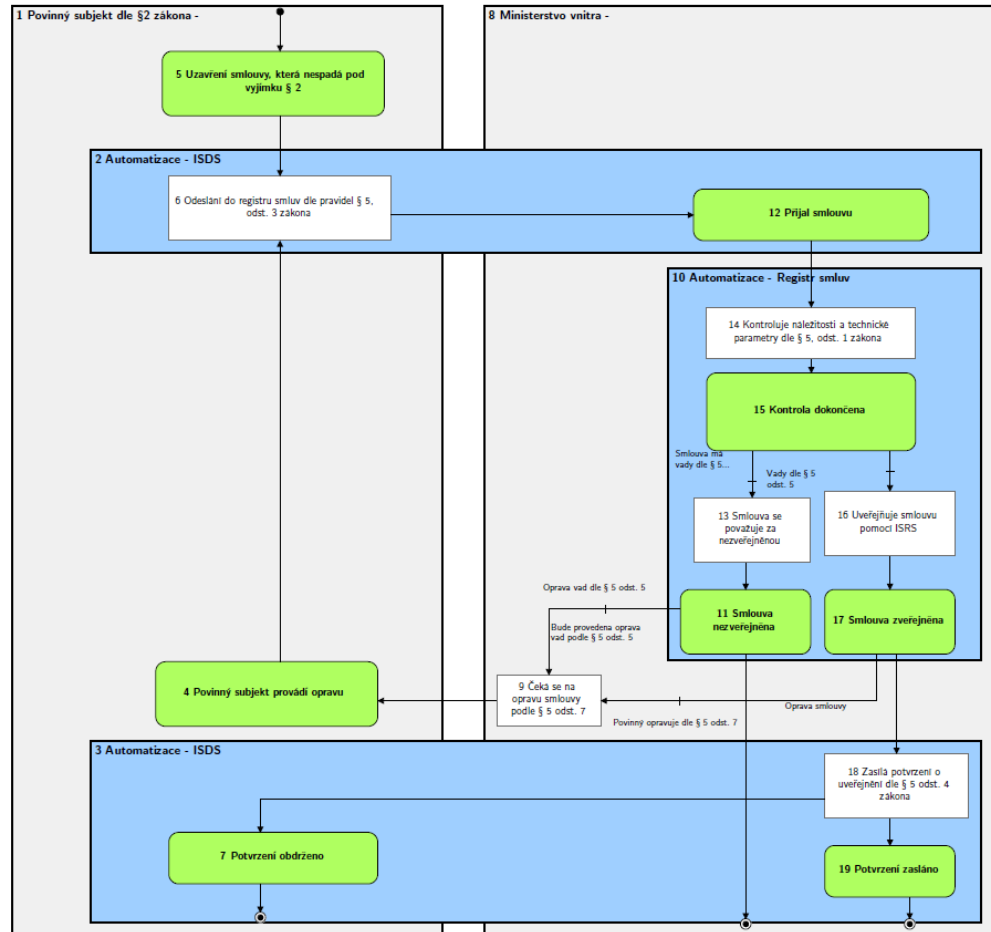 1 Povinný subjekt dle §2 zákona -
8 Ministerstvo vnitra -
5 Uzavření smlouvy, která nespadá pod
vyjímku § 2
2 Automatizace - ISDS
6 Odeslání do registru smluv dle pravidel § 5,
odst. 3 zákona
12 Přijal smlouvu
10 Automatizace - Registr smluv
14 Kontroluje náležitosti a technické
parametry dle § 5, odst. 1 zákona
15 Kontrola dokončena
Smlouva má
vady dle § 5...
Vady dle § 5
odst. 5
13 Smlouva se
považuje za
nezveřejněnou
16 Uveřejňuje smlouvu
pomocí ISRS
Oprava vad dle § 5 odst. 5
11 Smlouva
nezveřejněna
17 Smlouva zveřejněna
Bude provedena oprava
vad podle § 5 odst. 5
4 Povinný subjekt provádí opravu
9 Čeká se na
opravu smlouvy
podle § 5 odst. 7
Oprava smlouvy
Povinný opravuje dle § 5 odst. 7
3 Automatizace - ISDS
18 Zasílá potvrzení o
uveřejnění dle § 5 odst. 4
zákona
7 Potvrzení obdrženo
19 Potvrzení zasláno